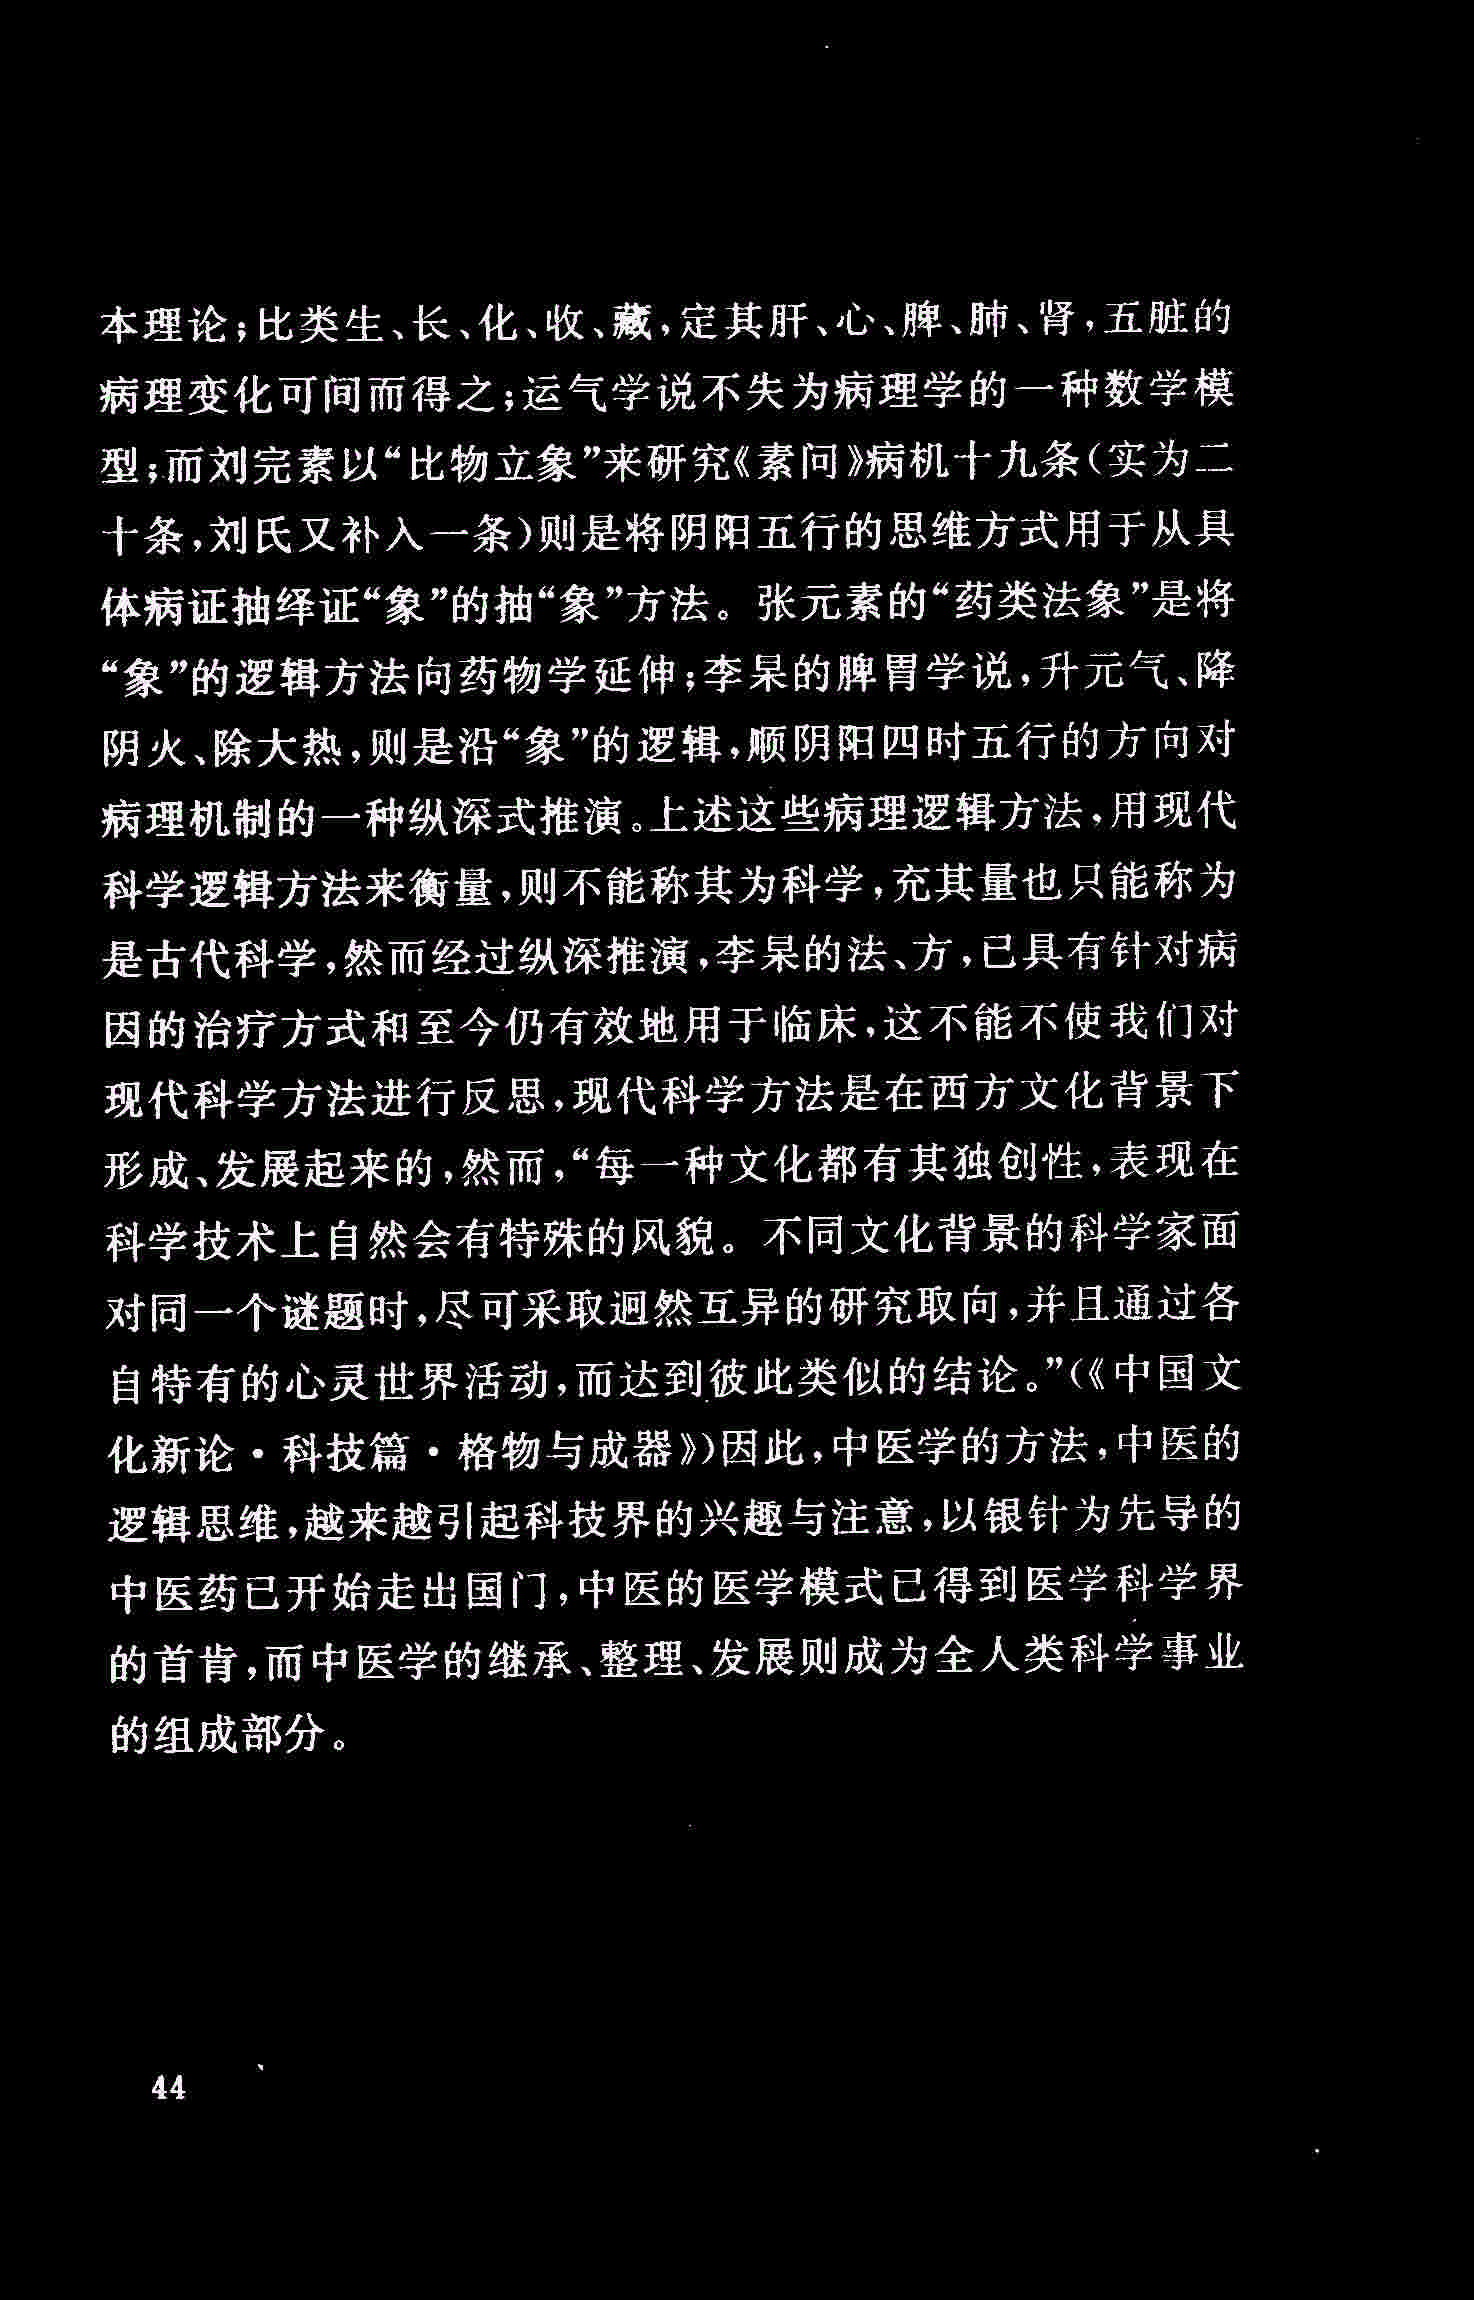 本理论；比类生、长、化、收、藏，定其肝、心、脾、肺、肾，五脏的
病理变化可间而得之；运气学说不失为病理学的一种数学模
型；而刘完素以“比物立象”来研究《素问》病机十九条（实为二
十条，刘氏又补入一条）则是将阴阳五行的思维方式用于从具
体病证抽绎证“象”的抽“象”方法。张元素的“药类法象”是将
“象”的逻辑方法向药物学延伸；李杲的脾胃学说，升元气、降
阴火、除大热，则是沿“象”的逻辑，顺阴阳四时五行的方向对
病理机制的一种纵深式推演。上述这些病理逻辑方法，用现代
科学逻辑方法来衡量，则不能称其为科学，充其量也只能称为
是古代科学，然而经过纵深推演，李杲的法、方，已具有针对病
因的治疗方式和至今仍有效地用于临床，这不能不使我们对
现代科学方法进行反思，现代科学方法是在西方文化背景下
形成、发展起来的，然而，“每一种文化都有其独创性，表现在
科学技术上自然会有特殊的风貌。不同文化背景的科学家面
对同一个谜题时，尽可采取迥然互异的研究取向，并且通过各
自特有的心灵世界活动，而达到彼此类似的结论。”（《中国文
化新论·科技篇·格物与成器》）因此，中医学的方法，中医的
逻辑思维，越来越引起科技界的兴趣与注意，以银针为先导的
中医药已开始走出国门，中医的医学模式已得到医学科学界
的首肯，而中医学的继承、整理、发展则成为全人类科学事业
的组成部分。
44